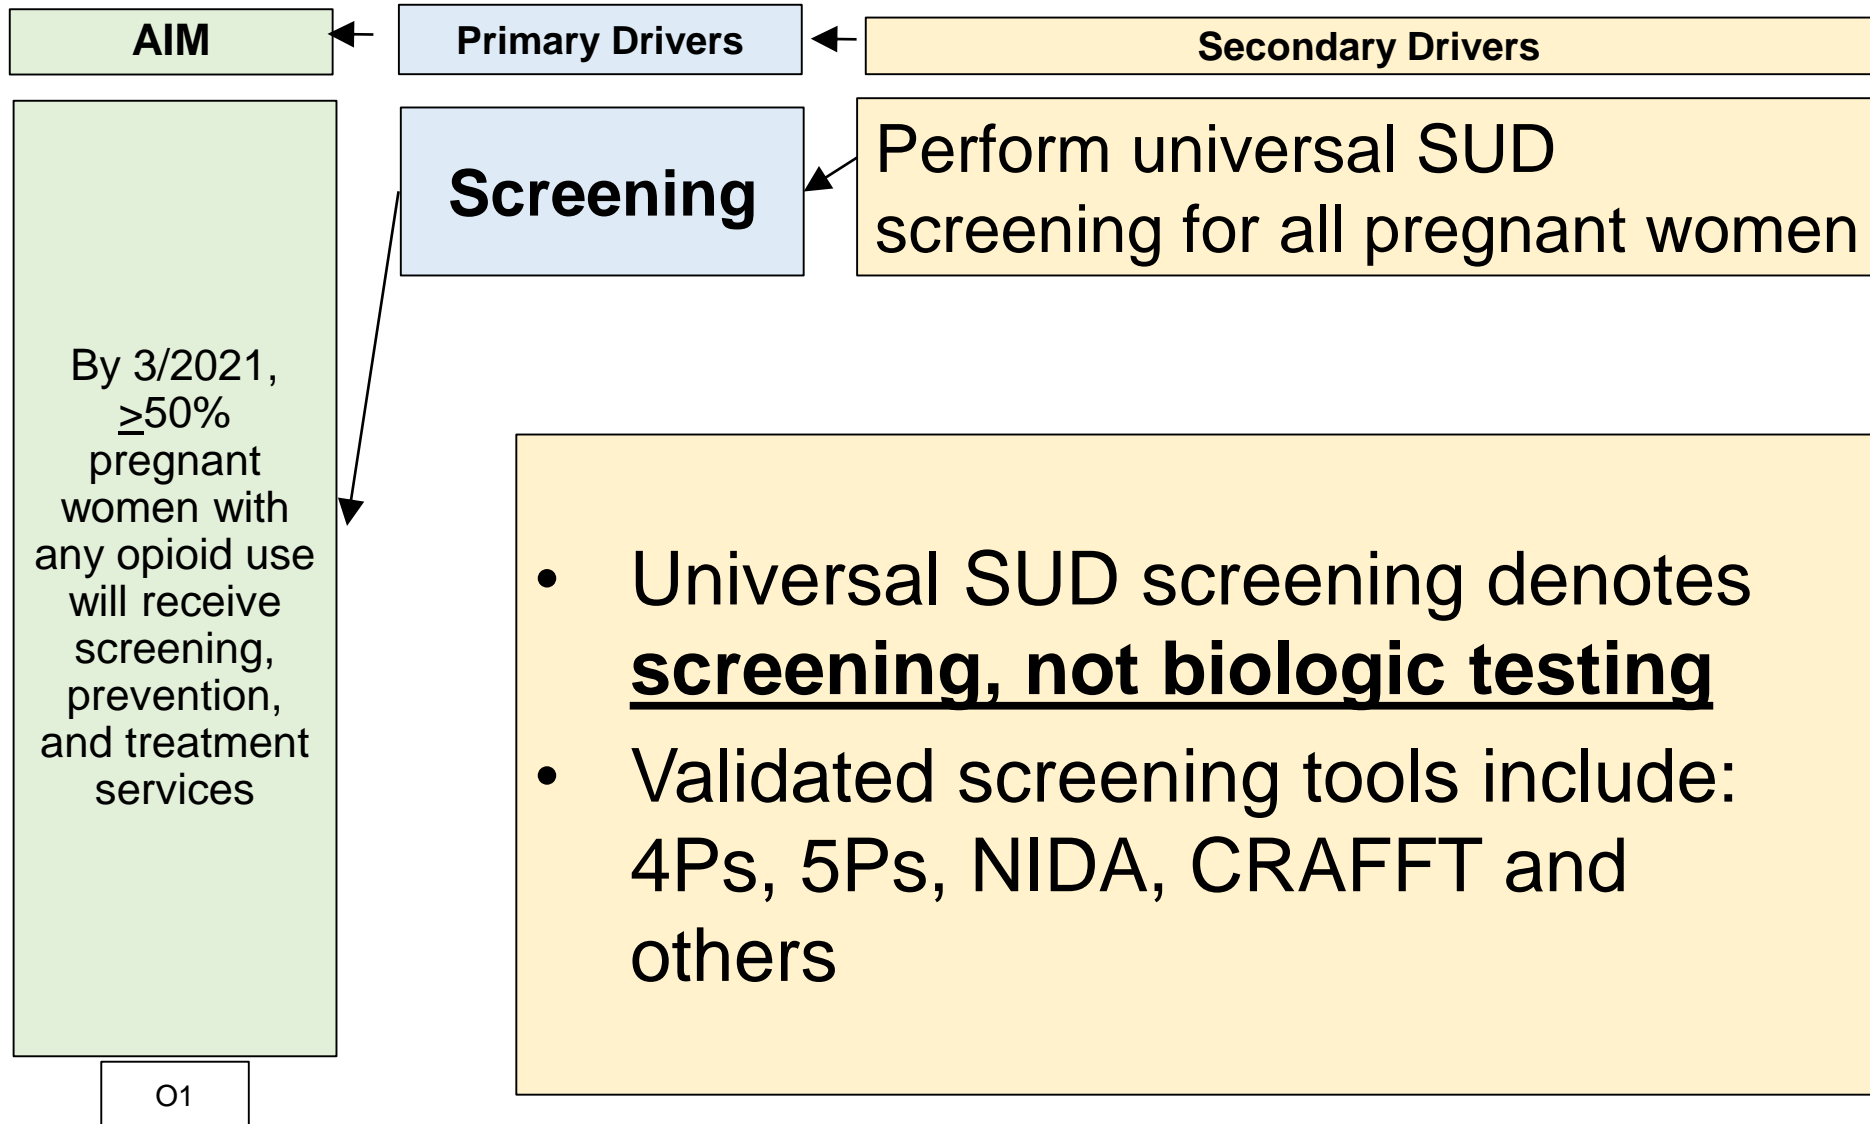 AIM
Primary Drivers
Secondary Drivers
By 3/2021,
≥50%
pregnant
women with
any opioid use
will receive
screening,
prevention,
and treatment
services
O1
Screening
Perform universal SUD
screening for all pregnant women
• Universal SUD screening denotes
screening, not biologic testing
• Validated screening tools include:
4Ps, 5Ps, NIDA, CRAFFT and
others